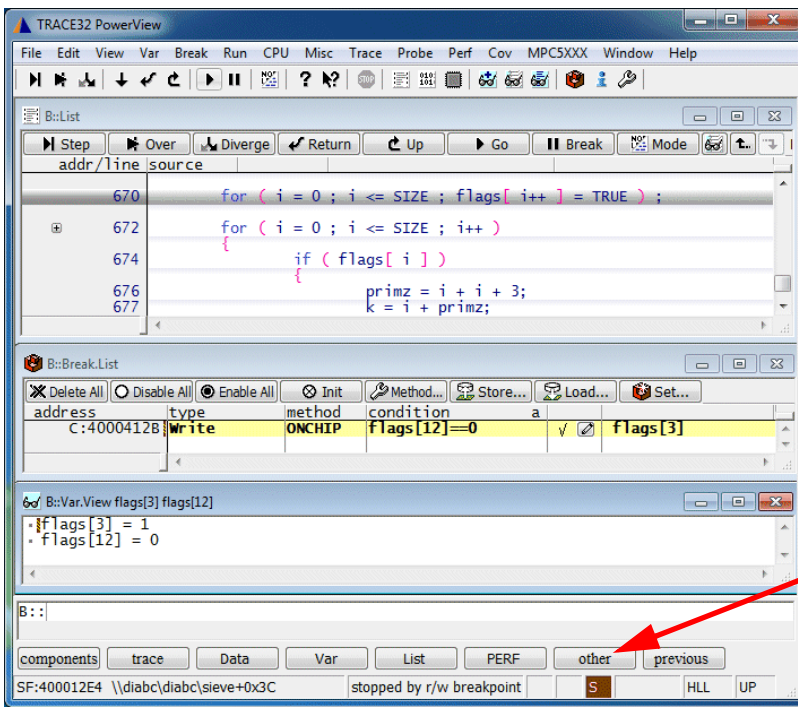 TRACE32 PowerView
File Edit View Var Break Run CPU Misc Trace Probe Perf Cov MPC5XXX Window Help
B::List
Step Over Diverge Return Up Go Break Mode
addr/line source
670 for ( i = 0 ; i <= SIZE ; flags[ i++ ] = TRUE ) ;
672 for ( i = 0 ; i <= SIZE ; i++ )
{
674 if ( flags[ i ] )
{
676 primz = i + i + 3;
677 k = i + primz;
B::Break.List
Delete All Disable All Enable All Init Method... Store... Load... Set...
address type method condition a
C:4000412B Write ONCHIP flags[12]==0 √ flags[3]
B::Var.View flags[3] flags[12]
flags[3] = 1
flags[12] = 0
B::
components trace Data Var List PERF other previous
SF:400012E4 \\diabc\diabc\sieve+0x3C stopped by r/w breakpoint S HLL UP